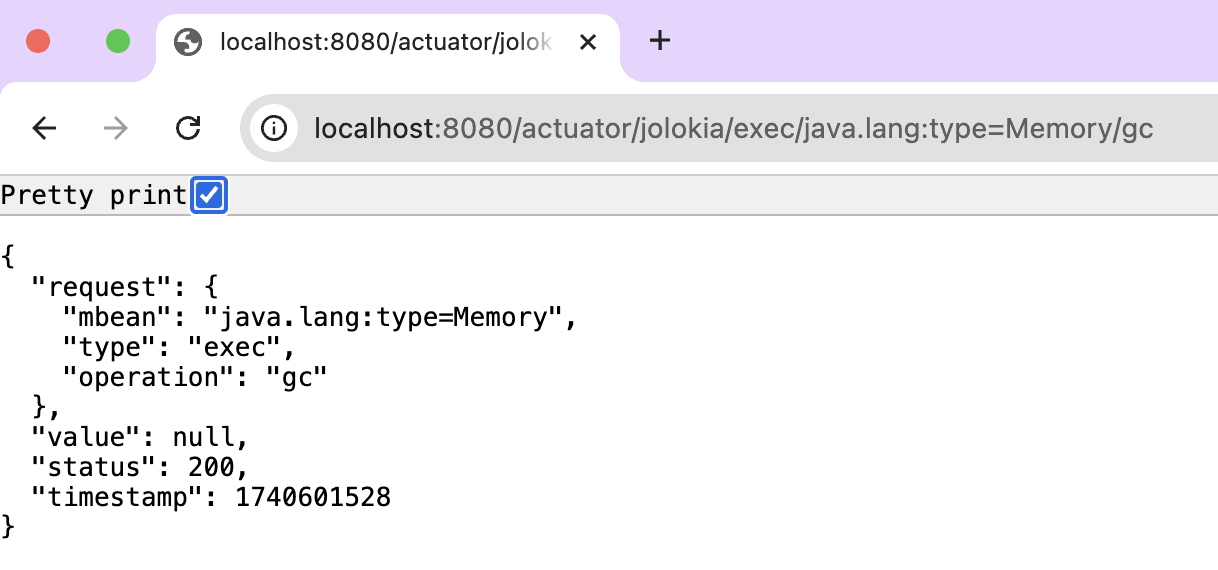 localhost:8080/actuator/jolok
localhost:8080/actuator/jolokia/exec/java.lang:type=Memory/gc
Pretty print
{
  "request": {
    "mbean": "java.lang:type=Memory",
    "type": "exec",
    "operation": "gc"
  },
  "value": null,
  "status": 200,
  "timestamp": 1740601528
}